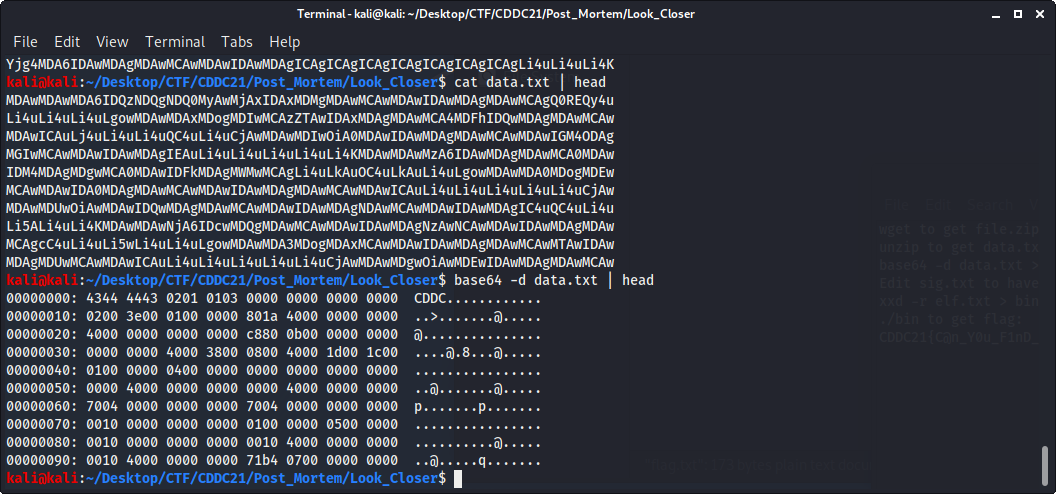 Terminal - kali@kali: ~/Desktop/CTF/CDDC21/Post_Mortem/Look_Closer
File Edit View Terminal Tabs Help
Yjg4MDA6IDAwMDAgMDAwMCAwMDAwIDAwMDAgICAgICAgICAgICAgICAgICAgLi4uLi4uLi4K
kali@kali:~/Desktop/CTF/CDDC21/Post_Mortem/Look_Closer$ cat data.txt | head
MDAwMDAwMDA6IDQzNDQgNDQ0MyAwMjAxIDAxMDMgMDAwMCAwMDAwIDAwMDAgMDAwMCAgQ0REQy4u
Li4uLi4uLi4uLgowMDAwMDAxMDogMDIwMCAzZTAwIDAxMDAgMDAwMCA4MDFhIDQwMDAgMDAwMCAw
MDAwICAuLj4uLi4uLi4uQC4uLi4uCjAwMDAwMDIwOiA0MDAwIDAwMDAgMDAwMCAwMDAwIGM4ODAg
MGIwMCAwMDAwIDAwMDAgIEAuLi4uLi4uLi4uLi4uLi4KMDAwMDAwMzA6IDAwMDAgMDAwMCA0MDAw
IDM4MDAgMDgwMCA0MDAwIDFkMDAgMWMwMCAgLi4uLkAuOC4uLkAuLi4uLgowMDAwMDA0MDogMDEw
MCAwMDAwIDA0MDAgMDAwMCAwMDAwIDAwMDAgMDAwMCAwMDAwICAuLi4uLi4uLi4uLi4uLi4uCjAw
MDAwMDUwOiAwMDAwIDQwMDAgMDAwMCAwMDAwIDAwMDAgNDAwMCAwMDAwIDAwMDAgIC4uQC4uLi4u
Li5ALi4uLi4KMDAwMDAwNjA6IDcwMDQgMDAwMCAwMDAwIDAwMDAgNzAwNCAwMDAwIDAwMDAgMDAw
MCAgcC4uLi4uLi5wLi4uLi4uLgowMDAwMDA3MDogMDAxMCAwMDAwIDAwMDAgMDAwMCAwMTAwIDAw
MDAgMDUwMCAwMDAwICAuLi4uLi4uLi4uLi4uLi4uCjAwMDAwMDgwOiAwMDEwIDAwMDAgMDAwMCAw
kali@kali:~/Desktop/CTF/CDDC21/Post_Mortem/Look_Closer$ base64 -d data.txt | head
00000000: 4344 4443 0201 0103 0000 0000 0000 0000  CDDC............
00000010: 0200 3e00 0100 0000 801a 4000 0000 0000  ..>.......@.....
00000020: 4000 0000 0000 0000 c880 0b00 0000 0000  @...............
00000030: 0000 0000 4000 3800 0800 4000 1d00 1c00  ....@.8...@.....
00000040: 0100 0000 0400 0000 0000 0000 0000 0000  ................
00000050: 0000 4000 0000 0000 0000 4000 0000 0000  ..@.......@.....
00000060: 7004 0000 0000 0000 7004 0000 0000 0000  p.......p.......
00000070: 0010 0000 0000 0000 0100 0000 0500 0000  ................
00000080: 0010 0000 0000 0000 0010 4000 0000 0000  ..........@.....
00000090: 0010 4000 0000 0000 71b4 0700 0000 0000  ..@.....q.......
kali@kali:~/Desktop/CTF/CDDC21/Post_Mortem/Look_Closer$
wget to get file.zip
unzip to get data.tx
base64 -d data.txt >
Edit sig.txt to have
xxd -r elf.txt > bin
./bin to get flag: